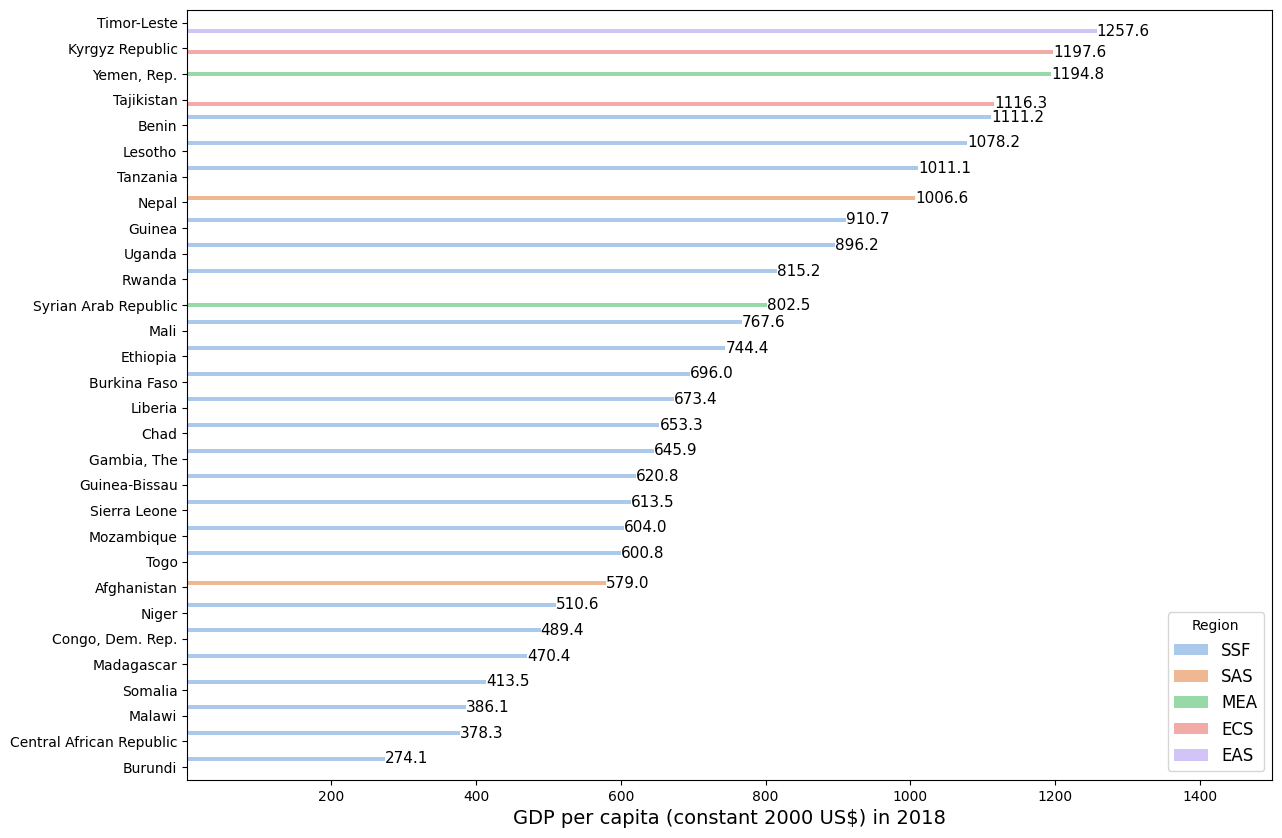 Timor-Leste
1257.6
Kyrgyz Republic
1197.6
Yemen, Rep.
1194.8
Tajikistan
1116.3
Benin
1111.2
Lesotho
1078.2
Tanzania
1011.1
Nepal
1006.6
Guinea
910.7
Uganda
896.2
Rwanda
815.2
Syrian Arab Republic
802.5
Mali
767.6
Ethiopia
744.4
Burkina Faso
696.0
Liberia
673.4
Chad
653.3
Gambia, The
645.9
Guinea-Bissau
620.8
Sierra Leone
613.5
Mozambique
604.0
Togo
600.8
Afghanistan
579.0
Niger
510.6
Congo, Dem. Rep.
489.4
Madagascar
470.4
Somalia
413.5
Malawi
386.1
Central African Republic
378.3
Burundi
274.1
Region
SSF
SAS
MEA
ECS
EAS
200 400 600 800 1000 1200 1400
GDP per capita (constant 2000 US$) in 2018